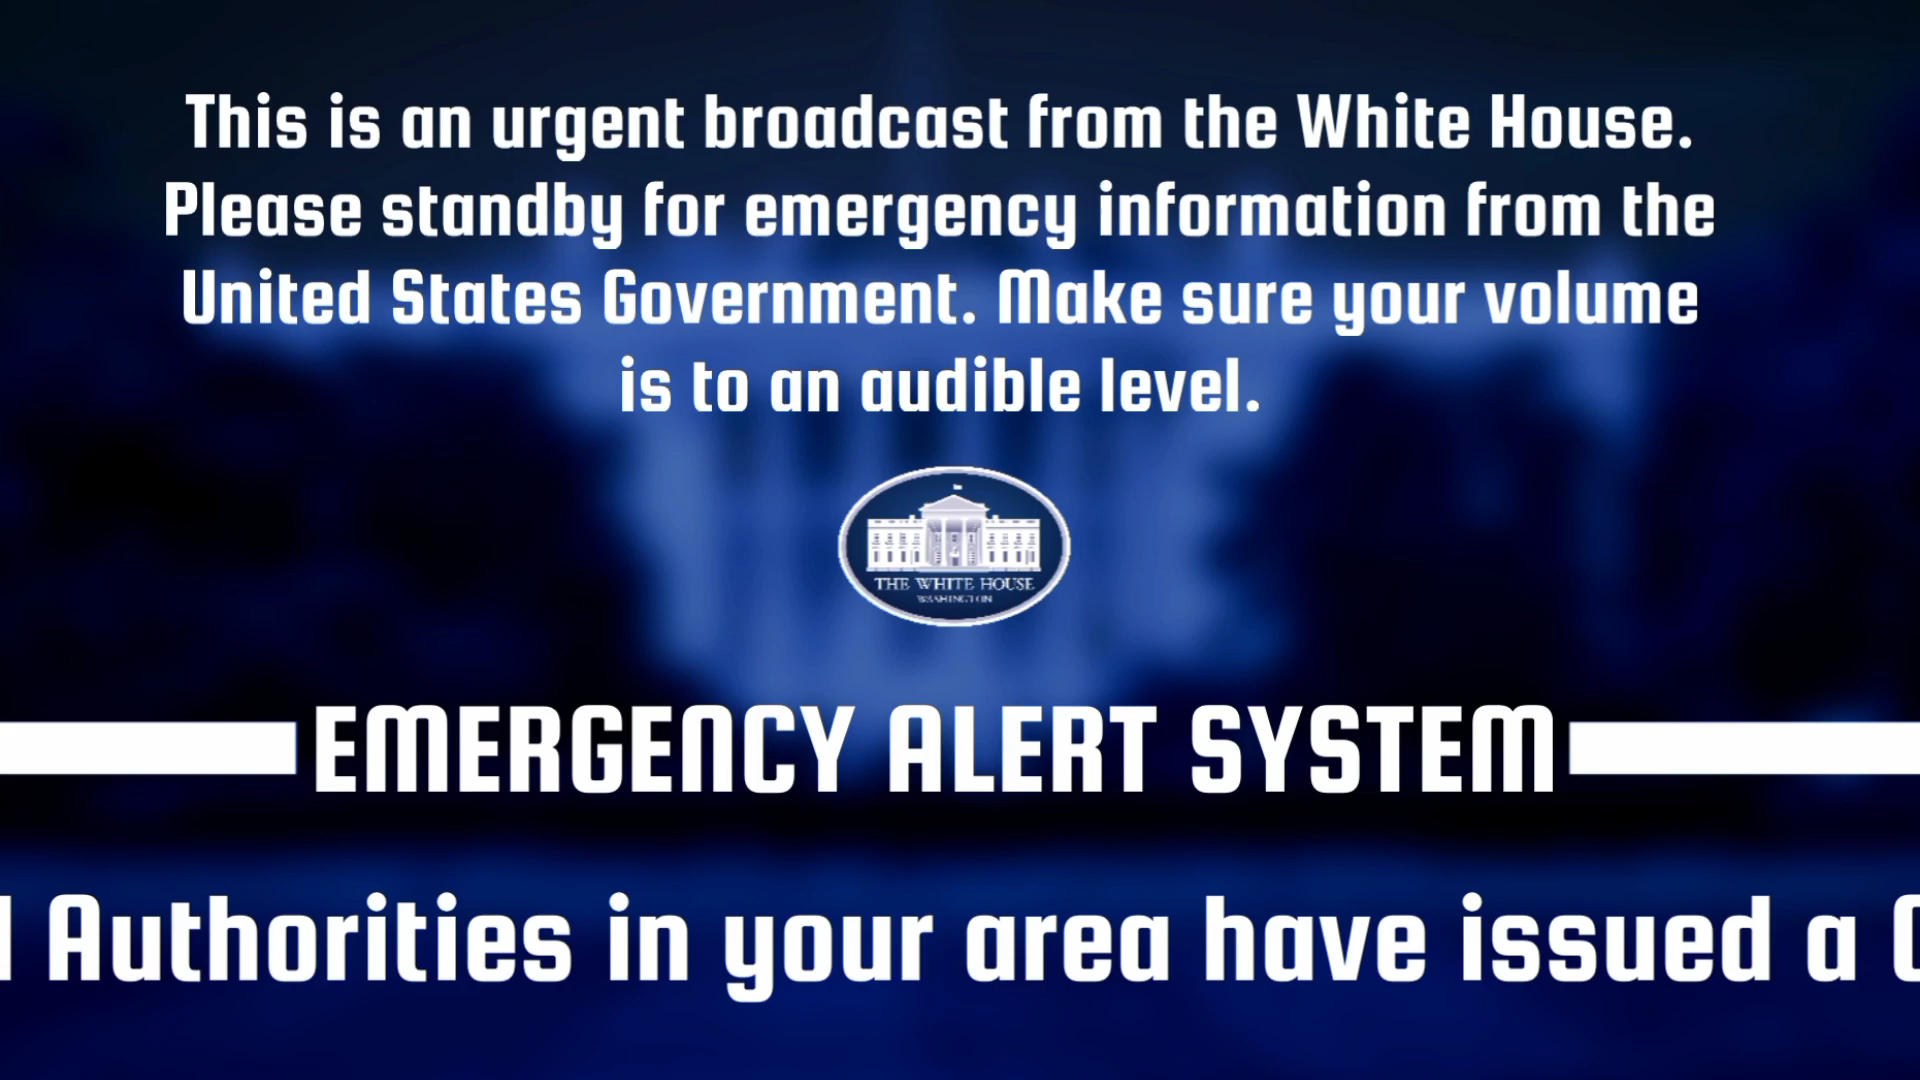 This is an urgent broadcast from the White House.
Please standby for emergency information from the
United States Government. Make sure your volume
is to an audible level.
THE WHITE HOUSE
WASHINGTON
EMERGENCY ALERT SYSTEM
Authorities in your area have issued a